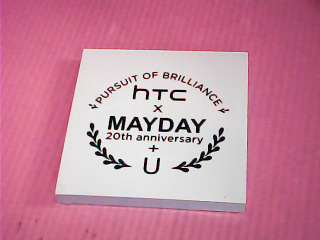 PURSUIT OF BRILLIANCE
hTC
X
MAYDAY
20th anniversary
+
U